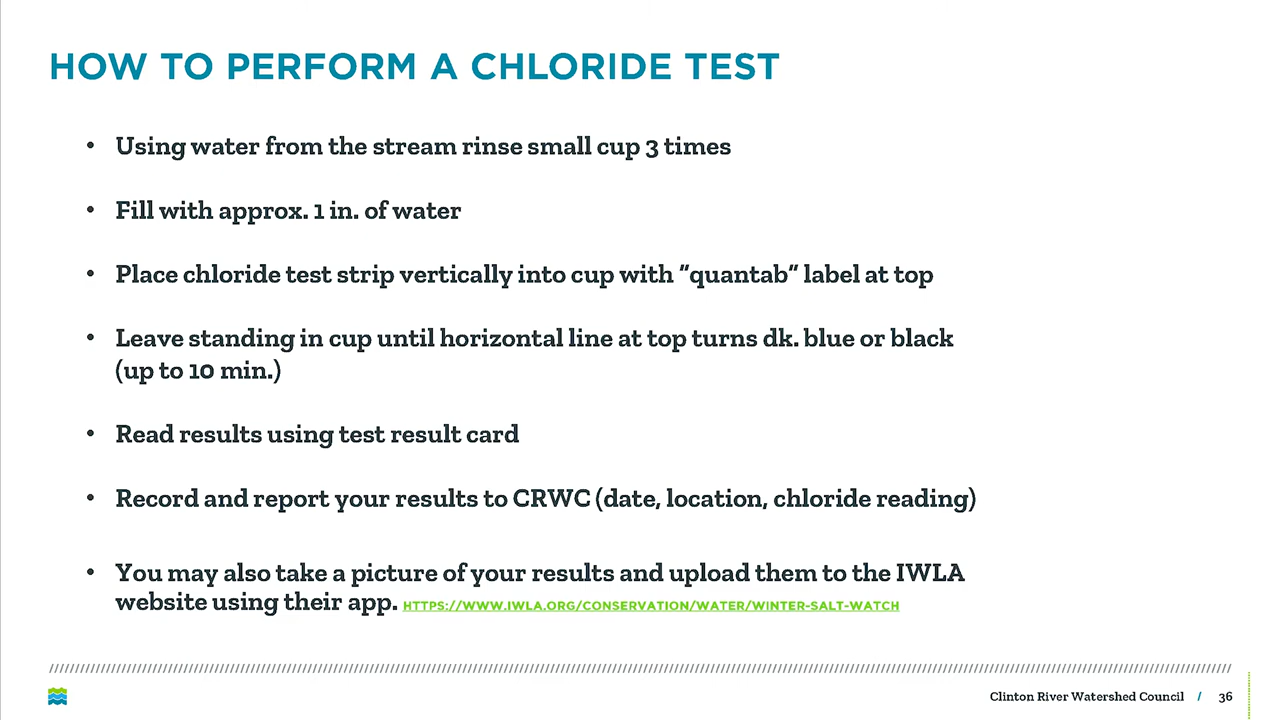 HOW TO PERFORM A CHLORIDE TEST
• Using water from the stream rinse small cup 3 times
• Fill with approx. 1 in. of water
• Place chloride test strip vertically into cup with “quantab” label at top
• Leave standing in cup until horizontal line at top turns dk. blue or black
(up to 10 min.)
• Read results using test result card
• Record and report your results to CRWC (date, location, chloride reading)
• You may also take a picture of your results and upload them to the IWLA
website using their app. HTTPS://WWW.IWLA.ORG/CONSERVATION/WATER/WINTER-SALT-WATCH
Clinton River Watershed Council / 36